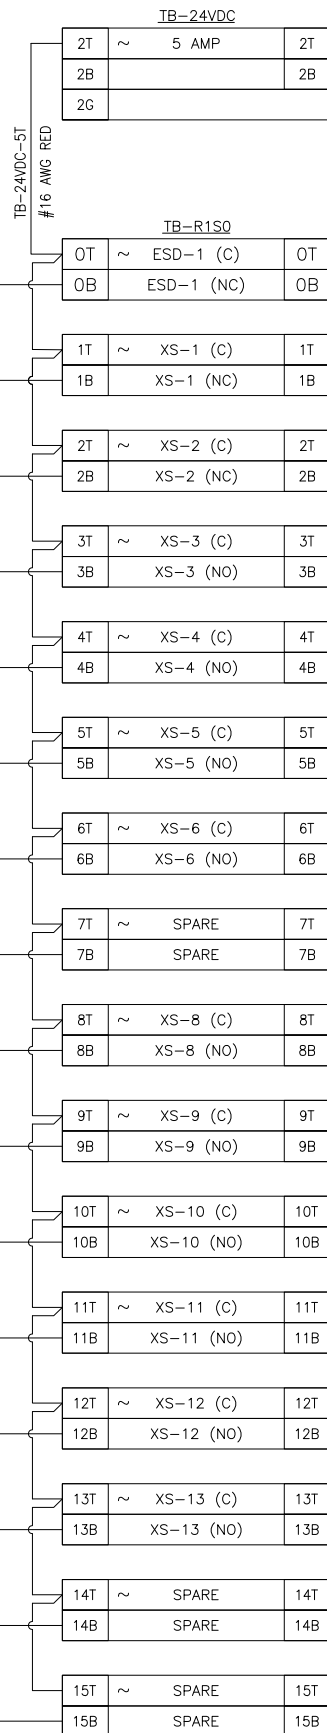 TB-24VDC
2T ~ 5 AMP 2T
2B 2B
2G
TB-24VDC-5T
#16 AWG RED
TB-R1S0
0T ~ ESD-1 (C) 0T
0B ESD-1 (NC) 0B
1T ~ XS-1 (C) 1T
1B XS-1 (NC) 1B
2T ~ XS-2 (C) 2T
2B XS-2 (NC) 2B
3T ~ XS-3 (C) 3T
3B XS-3 (NO) 3B
4T ~ XS-4 (C) 4T
4B XS-4 (NO) 4B
5T ~ XS-5 (C) 5T
5B XS-5 (NO) 5B
6T ~ XS-6 (C) 6T
6B XS-6 (NO) 6B
7T ~ SPARE 7T
7B SPARE 7B
8T ~ XS-8 (C) 8T
8B XS-8 (NO) 8B
9T ~ XS-9 (C) 9T
9B XS-9 (NO) 9B
10T ~ XS-10 (C) 10T
10B XS-10 (NO) 10B
11T ~ XS-11 (C) 11T
11B XS-11 (NO) 11B
12T ~ XS-12 (C) 12T
12B XS-12 (NO) 12B
13T ~ XS-13 (C) 13T
13B XS-13 (NO) 13B
14T ~ SPARE 14T
14B SPARE 14B
15T ~ SPARE 15T
15B SPARE 15B